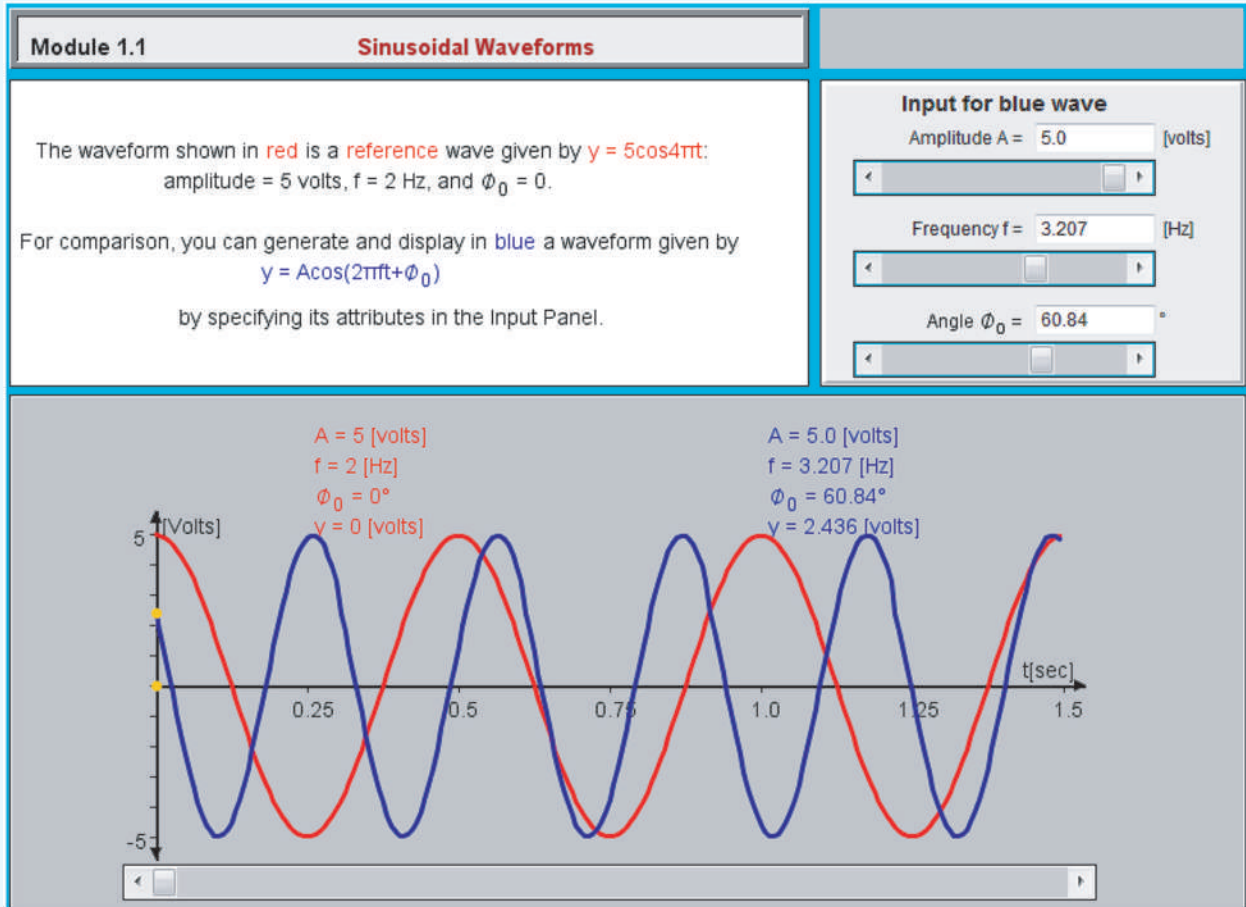 Module 1.1 Sinusoidal Waveforms
The waveform shown in red is a reference wave given by y = 5cos4πt:
amplitude = 5 volts, f = 2 Hz, and Φ₀ = 0.
For comparison, you can generate and display in blue a waveform given by
y = Acos(2πft+Φ₀)
by specifying its attributes in the Input Panel.
Input for blue wave
Amplitude A = 5.0 [volts]
Frequency f = 3.207 [Hz]
Angle Φ₀ = 60.84 °
A = 5 [volts]
f = 2 [Hz]
Φ₀ = 0°
y = 0 [volts]
A = 5.0 [volts]
f = 3.207 [Hz]
Φ₀ = 60.84°
y = 2.436 [volts]
[Volts]
5
t[sec]
0.25 0.5 0.75 1.0 1.25 1.5
-5